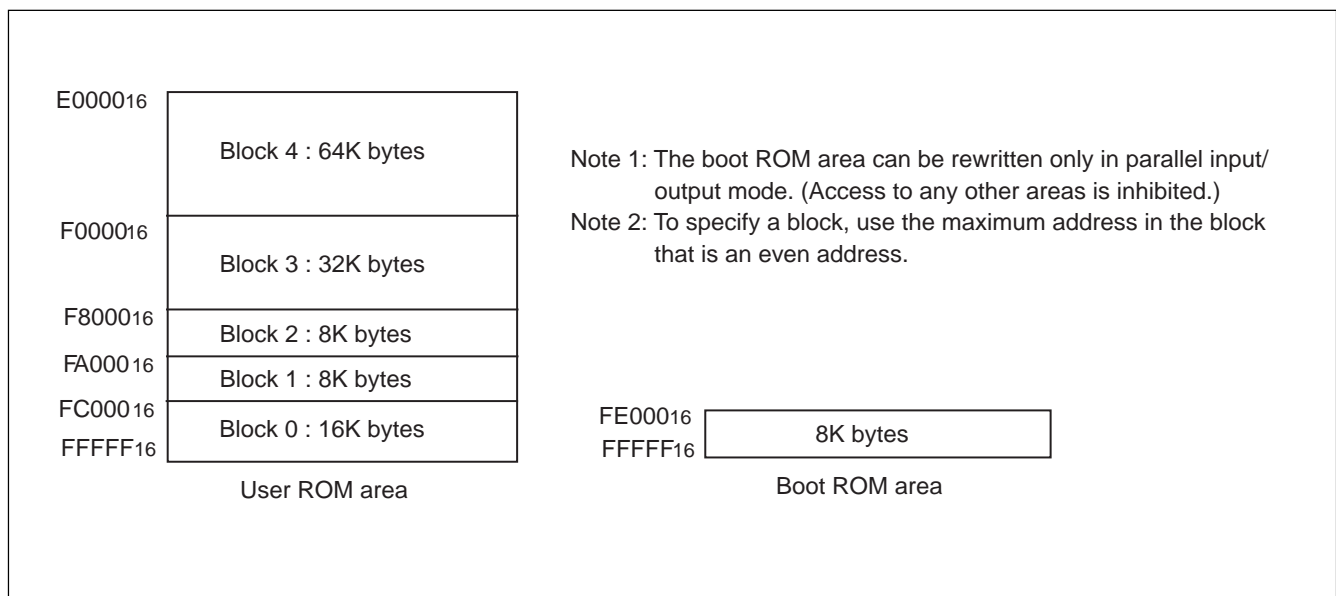 E000016
Block 4 : 64K bytes
F000016
Block 3 : 32K bytes
F800016
Block 2 : 8K bytes
FA00016
Block 1 : 8K bytes
FC00016
Block 0 : 16K bytes
FFFFF16
User ROM area
Note 1: The boot ROM area can be rewritten only in parallel input/
output mode. (Access to any other areas is inhibited.)
Note 2: To specify a block, use the maximum address in the block
that is an even address.
FE00016
8K bytes
FFFFF16
Boot ROM area